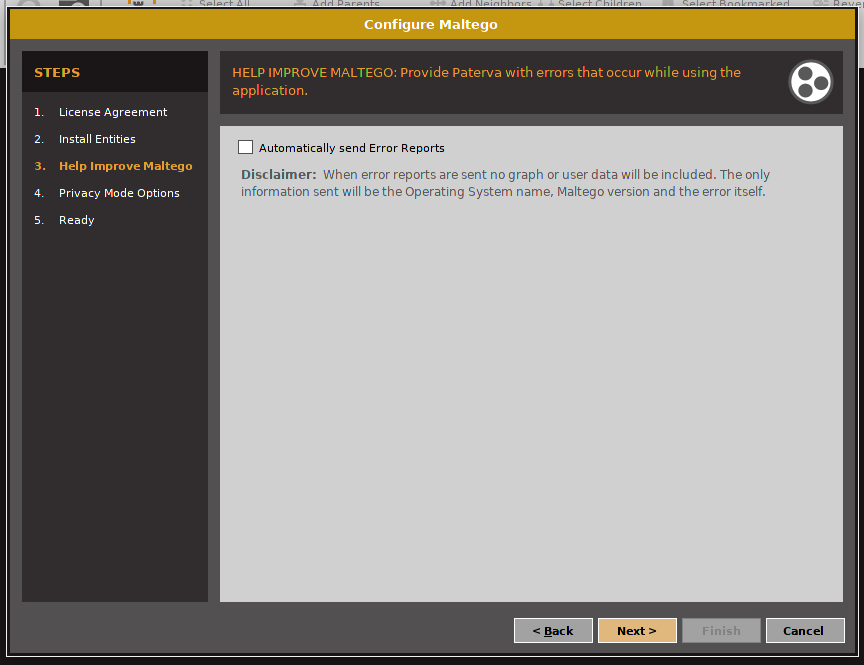 Select All
Add Parents
Add Neighbors
Select Children
Select Bookmarked
Configure Maltego
STEPS
1. License Agreement
2. Install Entities
3. Help Improve Maltego
4. Privacy Mode Options
5. Ready
HELP IMPROVE MALTEGO: Provide Paterva with errors that occur while using the
application.
Automatically send Error Reports
Disclaimer: When error reports are sent no graph or user data will be included. The only
information sent will be the Operating System name, Maltego version and the error itself.
< Back
Next >
Finish
Cancel